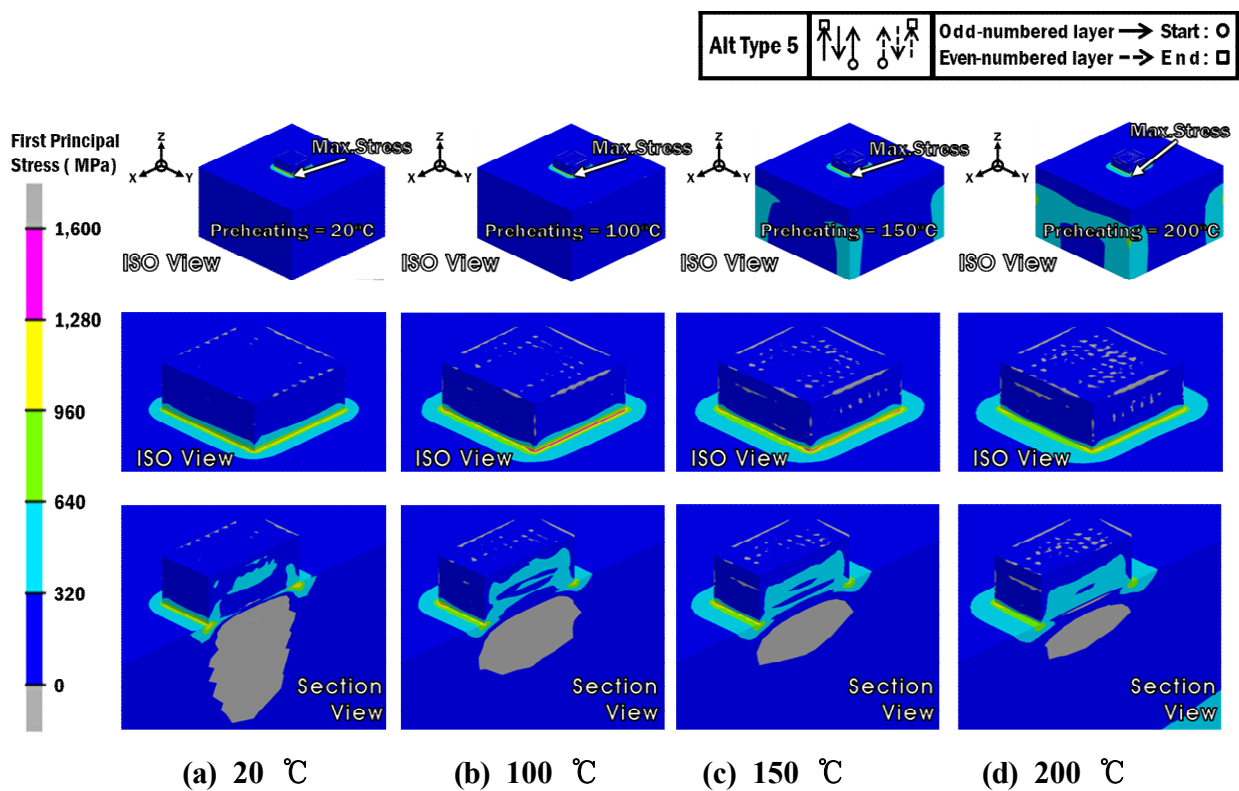 Alt Type 5
Odd-numbered layer Start :
Even-numbered layer End :
First Principal
Stress ( MPa)
1,600
1,280
960
640
320
0
Z
X
Y
Max.Stress
Preheating = 20°C
ISO View
Z
X
Y
Max.Stress
Preheating = 100°C
ISO View
Z
X
Y
Max.Stress
Preheating = 150°C
ISO View
Z
X
Y
Max.Stress
Preheating = 200°C
ISO View
ISO View
ISO View
ISO View
ISO View
Section
View
Section
View
Section
View
Section
View
(a) 20 ℃
(b) 100 ℃
(c) 150 ℃
(d) 200 ℃